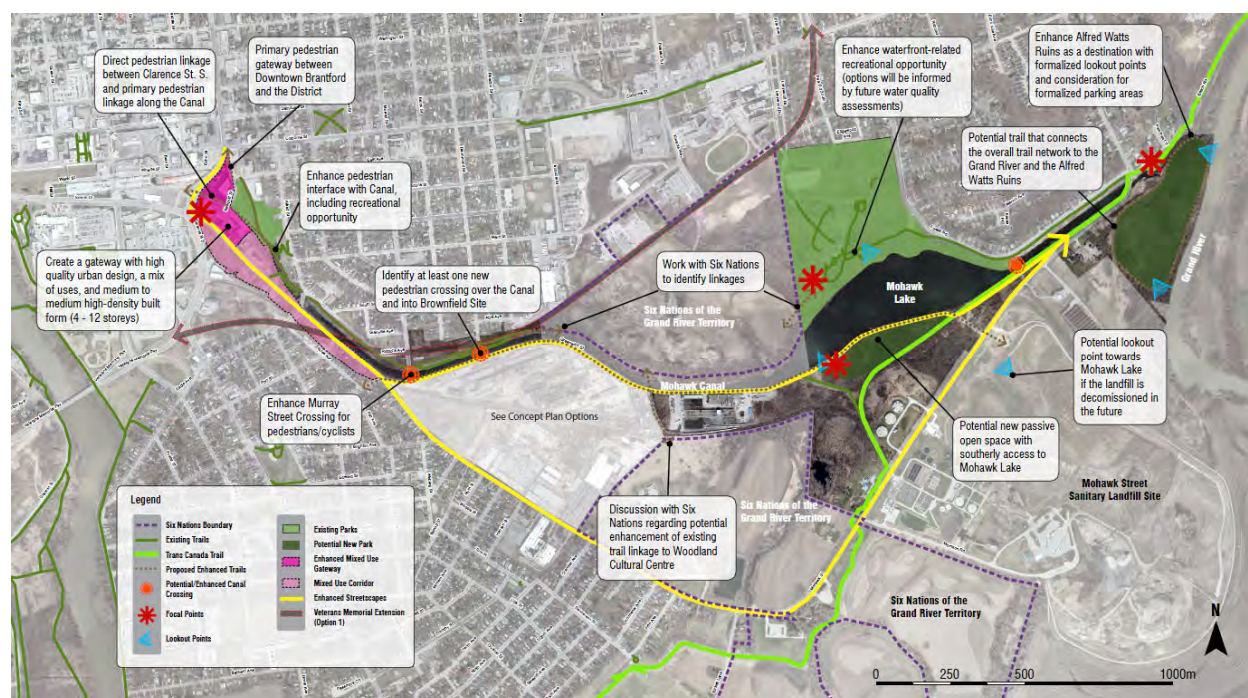 Direct pedestrian linkage
between Clarence St. S.
and primary pedestrian
linkage along the Canal
Primary pedestrian
gateway between
Downtown Brantford
and the District
Enhance waterfront-related
recreational opportunity
(options will be informed
by future water quality
assessments)
Enhance Alfred Watts
Ruins as a destination with
formalized lookout points
and consideration for
formalized parking areas
Potential trail that connects
the overall trail network to the
Grand River and the Alfred
Watts Ruins
Enhance pedestrian
interface with Canal,
including recreational
opportunity
Create a gateway with high
quality urban design, a mix
of uses, and medium to
medium high-density built
form (4 - 12 storeys)
Identify at least one new
pedestrian crossing over the Canal
and into Brownfield Site
Work with Six Nations
to identify linkages
Six Nations of the
Grand River Territory
Mohawk
Lake
Grand River
Mohawk Canal
Enhance Murray
Street Crossing for
pedestrians/cyclists
See Concept Plan Options
Potential lookout
point towards
Mohawk Lake
if the landfill is
decomissioned in
the future
Potential new passive
open space with
southerly access to
Mohawk Lake
Mohawk Street
Sanitary Landfill Site
Discussion with Six
Nations regarding potential
enhancement of existing
trail linkage to Woodland
Cultural Centre
Six Nations of the
Grand River Territory
Six Nations of the
Grand River Territory
Legend
Six Nations Boundary
Existing Trails
Trans Canada Trail
Proposed Enhanced Trails
Potential/Enhanced Canal
Crossing
Focal Points
Lookout Points
Existing Parks
Potential New Park
Enhanced Mixed Use
Gateway
Mixed Use Corridor
Enhanced Streetscapes
Veterans Memorial Extension
(Option 1)
N
0 250 500 1000m